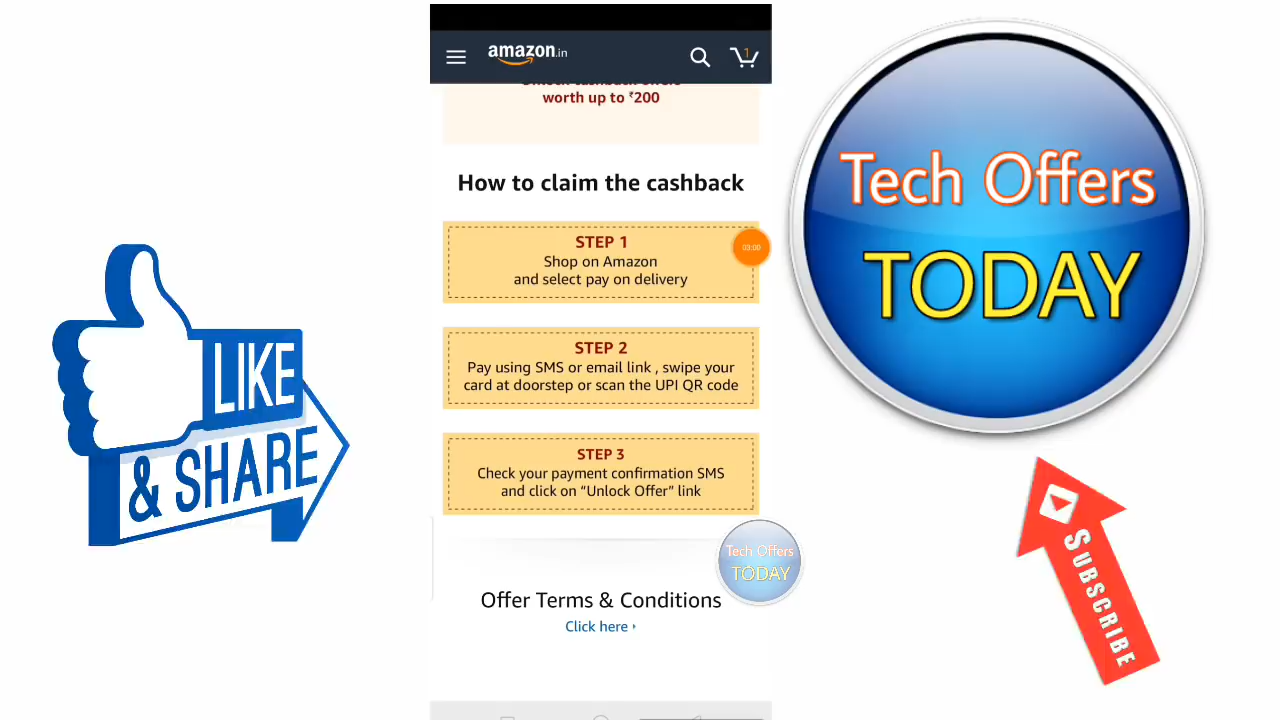 amazon.in
1
worth up to ₹200
How to claim the cashback
STEP 1
Shop on Amazon
and select pay on delivery
03:00
STEP 2
Pay using SMS or email link , swipe your
card at doorstep or scan the UPI QR code
STEP 3
Check your payment confirmation SMS
and click on “Unlock Offer” link
Offer Terms & Conditions
Click here
Tech Offers
TODAY
LIKE
& SHARE
Tech Offers
TODAY
SUBSCRIBE